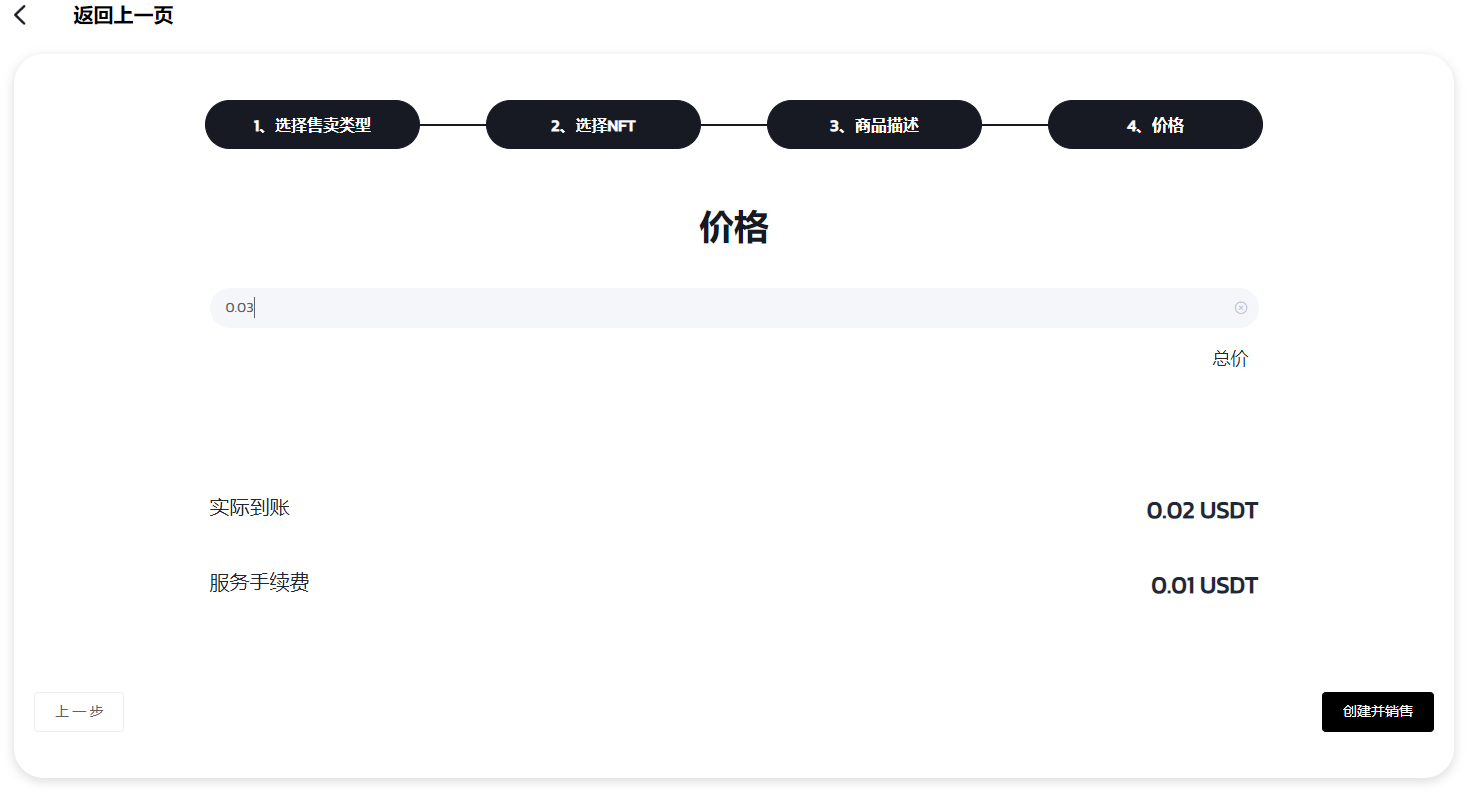 返回上一页
1、选择售卖类型
2、选择NFT
3、商品描述
4、价格
价格
0.03
总价
实际到账
0.02 USDT
服务手续费
0.01 USDT
上一步
创建并销售